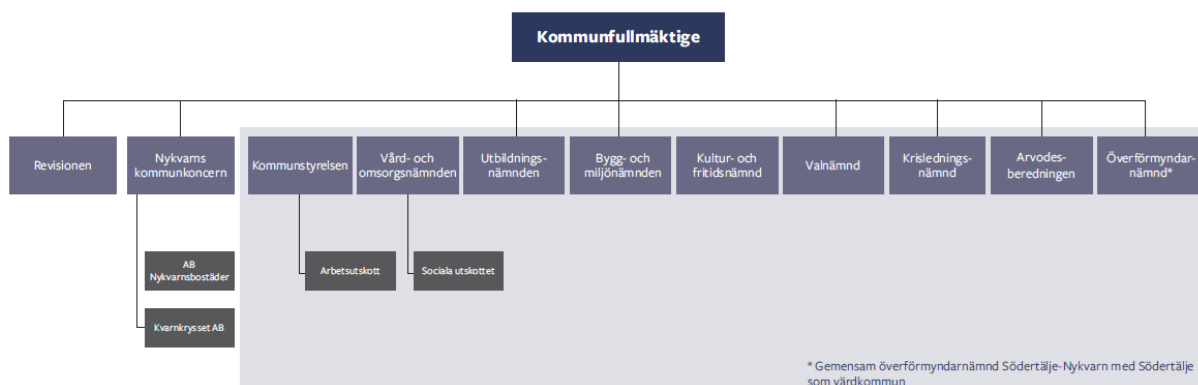 Kommunfullmäktige
Revisionen
Nykvarns
kommunkoncern
Kommunstyrelsen
Vård- och
omsorgsnämnden
Utbildnings-
nämnden
Bygg- och
miljönämnden
Kultur- och
fritidsnämnd
Valnämnd
Krislednings-
nämnd
Arvodes-
beredningen
Överförmyndar-
nämnd*
AB
Nykvarnsbostäder
Arbetsutskott
Sociala utskottet
Kvarnkrysset AB
* Gemensam överförmyndarnämnd Södertälje-Nykvarn med Södertälje
som värdkommun